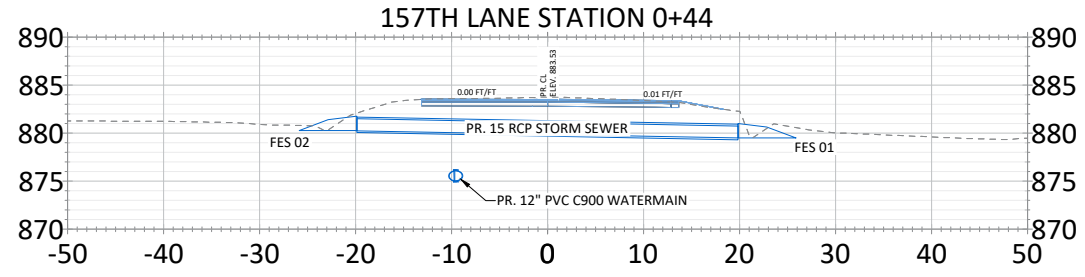 157TH LANE STATION 0+44
890
890
PR. CL
ELEV. 883.53
885
0.00 FT/FT
0.01 FT/FT
885
880
PR. 15 RCP STORM SEWER
880
FES 02
FES 01
875
875
PR. 12" PVC C900 WATERMAIN
870
870
-50 -40 -30 -20 -10 0 10 20 30 40 50